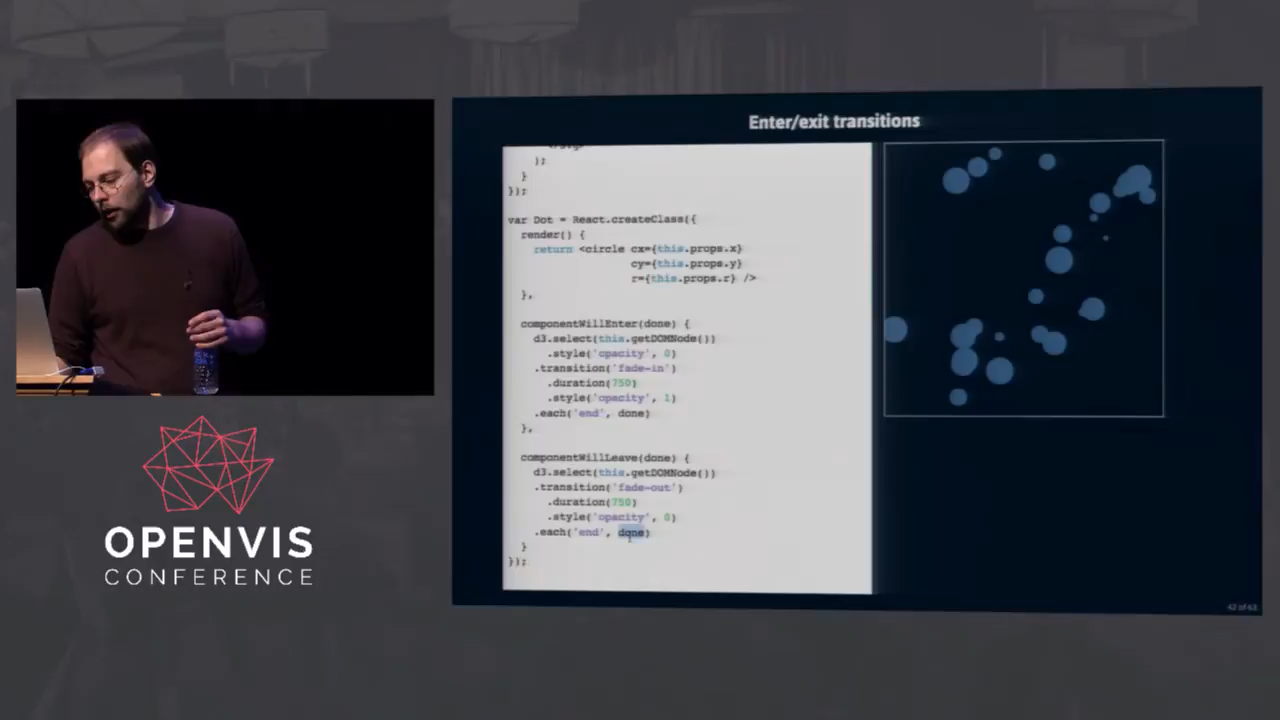 Enter/exit transitions
);
}
});
var Dot = React.createClass({
render() {
return <circle cx={this.props.x}
cy={this.props.y}
r={this.props.r} />
},
componentWillEnter(done) {
d3.select(this.getDOMNode())
.style('opacity', 0)
.transition('fade-in')
.duration(750)
.style('opacity', 1)
.each('end', done)
},
componentWillLeave(done) {
d3.select(this.getDOMNode())
.transition('fade-out')
.duration(750)
.style('opacity', 0)
.each('end', done)
}
});
OPENVIS
CONFERENCE